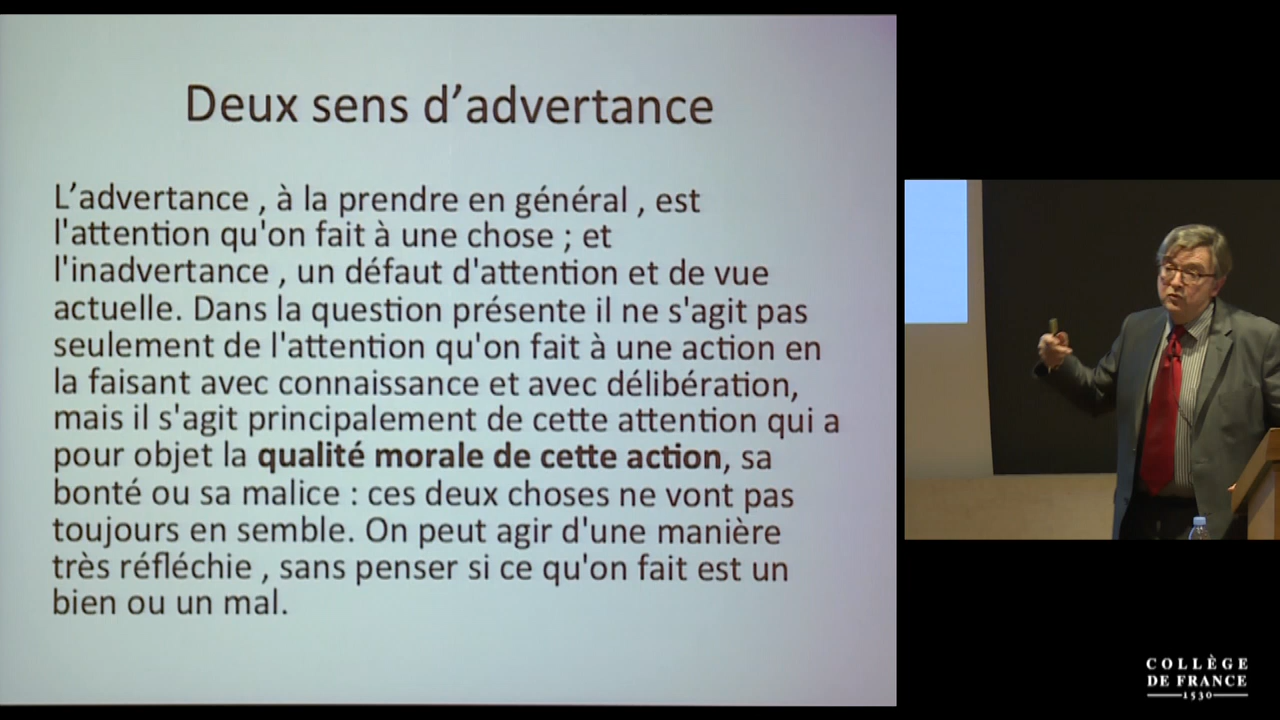 Deux sens d’advertance
L’advertance , à la prendre en général , est
l'attention qu'on fait à une chose ; et
l'inadvertance , un défaut d'attention et de vue
actuelle. Dans la question présente il ne s'agit pas
seulement de l'attention qu'on fait à une action en
la faisant avec connaissance et avec délibération,
mais il s'agit principalement de cette attention qui a
pour objet la qualité morale de cette action, sa
bonté ou sa malice : ces deux choses ne vont pas
toujours en semble. On peut agir d'une manière
très réfléchie , sans penser si ce qu'on fait est un
bien ou un mal.
COLLÈGE
DE FRANCE
1530